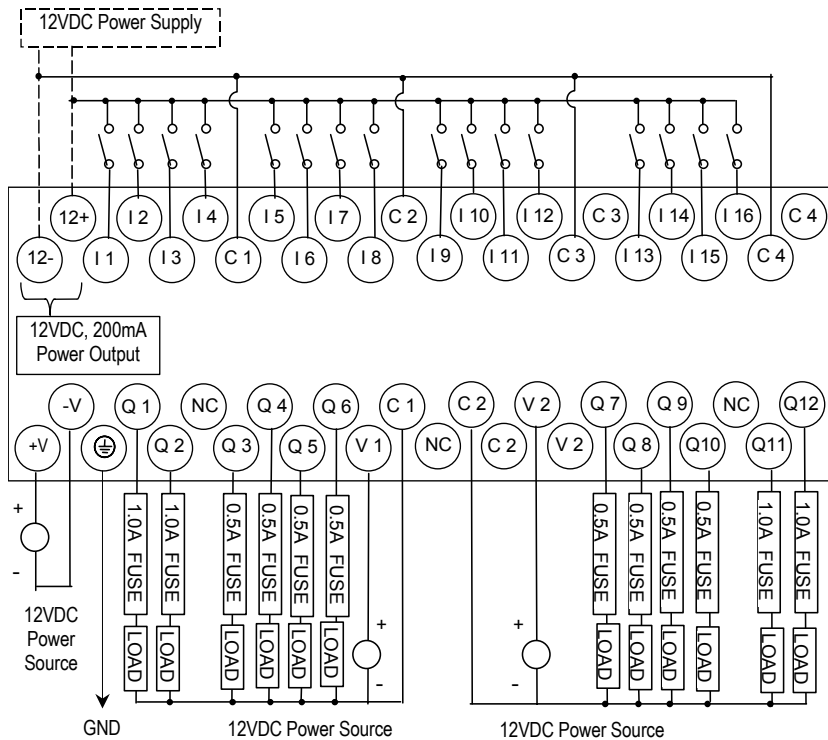 12VDC Power Supply
12+ I 2 I 4 I 5 I 7 C 2 I 10 I 12 C 3 I 14 I 16 C 4
12- I 1 I 3 C 1 I 6 I 8 I 9 I 11 C 3 I 13 I 15 C 4
12VDC, 200mA
Power Output
-V Q 1 NC Q 4 Q 6 C 1 C 2 V 2 Q 7 Q 9 NC Q12
+V Q 2 Q 3 Q 5 V 1 NC C 2 V 2 Q 8 Q10 Q11
+
-
12VDC
Power
Source
GND
1.0A FUSE
1.0A FUSE
0.5A FUSE
0.5A FUSE
0.5A FUSE
0.5A FUSE
LOAD
LOAD
LOAD
LOAD
LOAD
LOAD
+
-
12VDC Power Source
+
-
12VDC Power Source
0.5A FUSE
0.5A FUSE
0.5A FUSE
0.5A FUSE
1.0A FUSE
1.0A FUSE
LOAD
LOAD
LOAD
LOAD
LOAD
LOAD